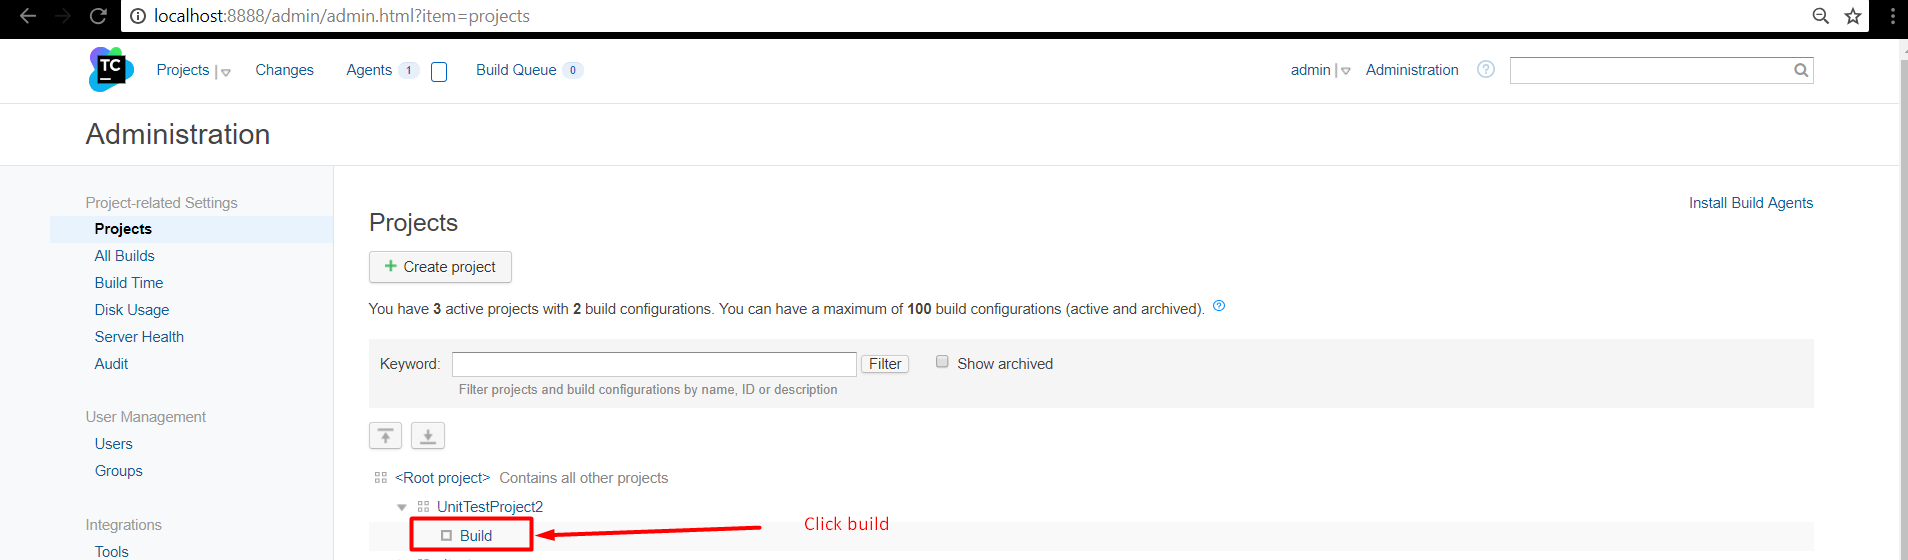 localhost:8888/admin/admin.html?item=projects
TC
Projects
Changes
Agents 1
Build Queue 0
admin
Administration
?
Administration
Project-related Settings
Projects
All Builds
Build Time
Disk Usage
Server Health
Audit
User Management
Users
Groups
Integrations
Tools
Install Build Agents
Projects
+ Create project
You have 3 active projects with 2 build configurations. You can have a maximum of 100 build configurations (active and archived). ?
Keyword: Filter Show archived
Filter projects and build configurations by name, ID or description
<Root project> Contains all other projects
UnitTestProject2
Build
Click build